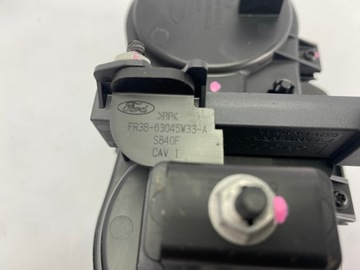 Ford
>PP<
FR3B-63045W33-A
S840F
CAV 1